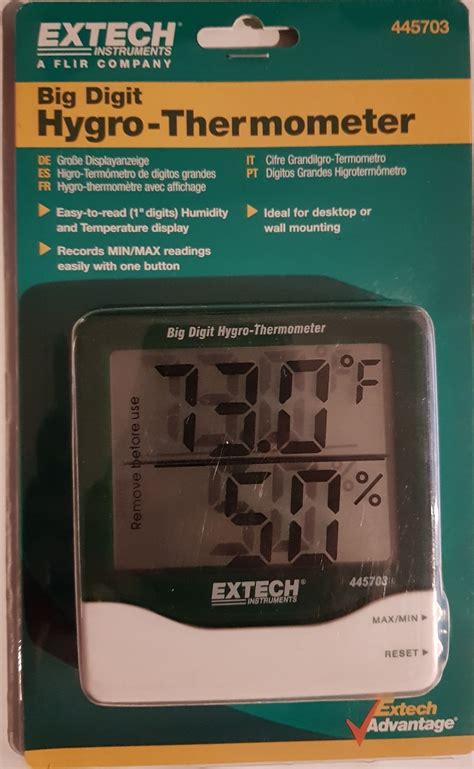 EXTECH®
INSTRUMENTS
A FLIR COMPANY
445703
Big Digit
Hygro-Thermometer
DE Große Displayanzeige
ES Higro-Termómetro de digitos grandes
FR Hygro-thermomètre avec affichage
IT Cifre Grandilgro-Termometro
PT Digitos Grandes Higrotermómetro
Easy-to-read (1" digits) Humidity
and Temperature display
Records MIN/MAX readings
easily with one button
Ideal for desktop or
wall mounting
Big Digit Hygro-Thermometer
73.0°F
Remove before use
50%
EXTECH®
INSTRUMENTS
445703
MAX/MIN
RESET
Extech
Advantage®